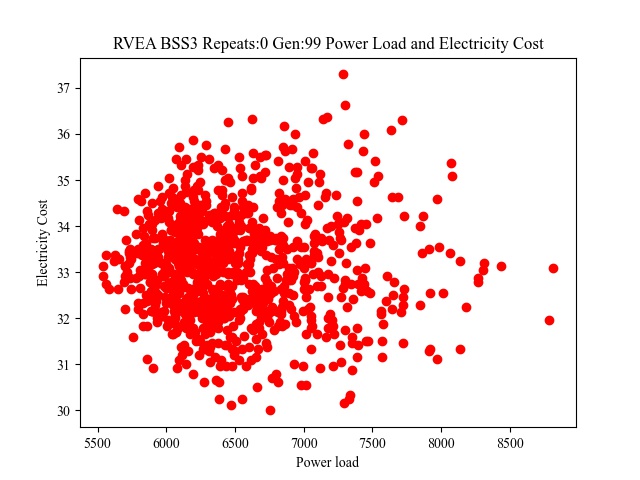 RVEA BSS3 Repeats:0 Gen:99 Power Load and Electricity Cost
37
36
35
34
33
32
31
30
Electricity Cost
5500 6000 6500 7000 7500 8000 8500
Power load